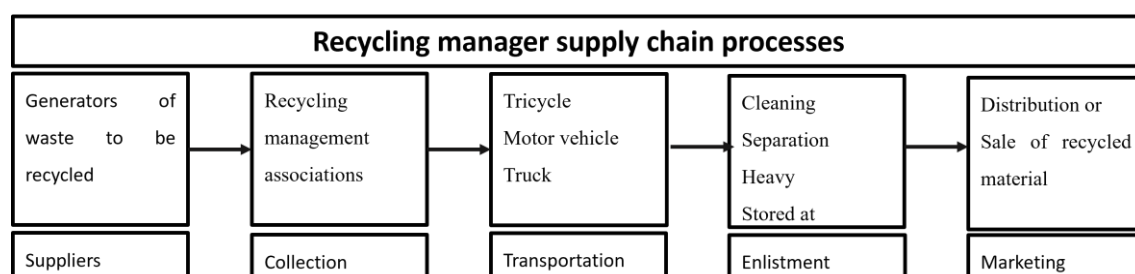 Recycling manager supply chain processes
Generators of
waste to be
recycled
Recycling
management
associations
Tricycle
Motor vehicle
Truck
Cleaning
Separation
Heavy
Stored at
Distribution or
Sale of recycled
material
Suppliers
Collection
Transportation
Enlistment
Marketing